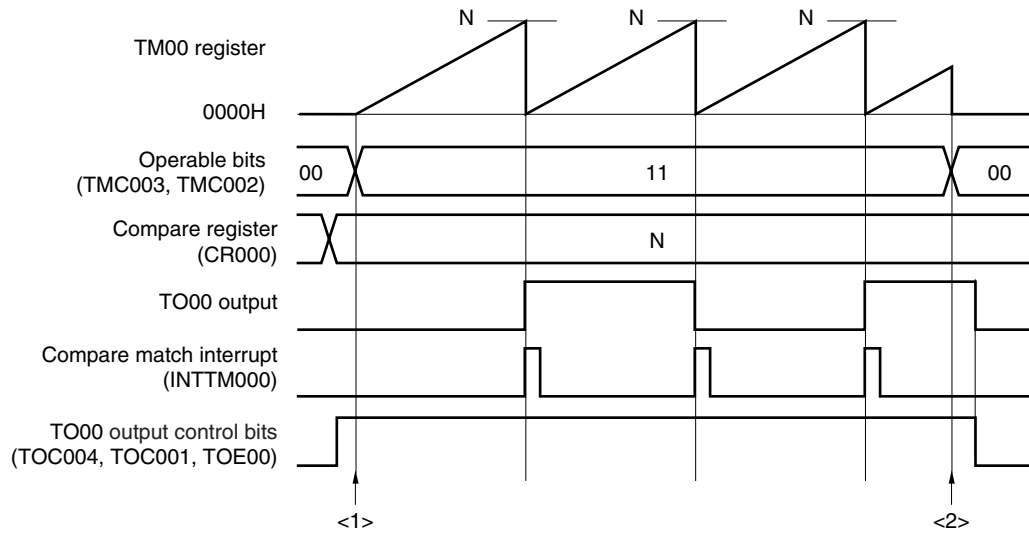 N N N
TM00 register
0000H
Operable bits
(TMC003, TMC002)
00 11 00
Compare register
(CR000)
N
TO00 output
Compare match interrupt
(INTTM000)
TO00 output control bits
(TOC004, TOC001, TOE00)
<1> <2>